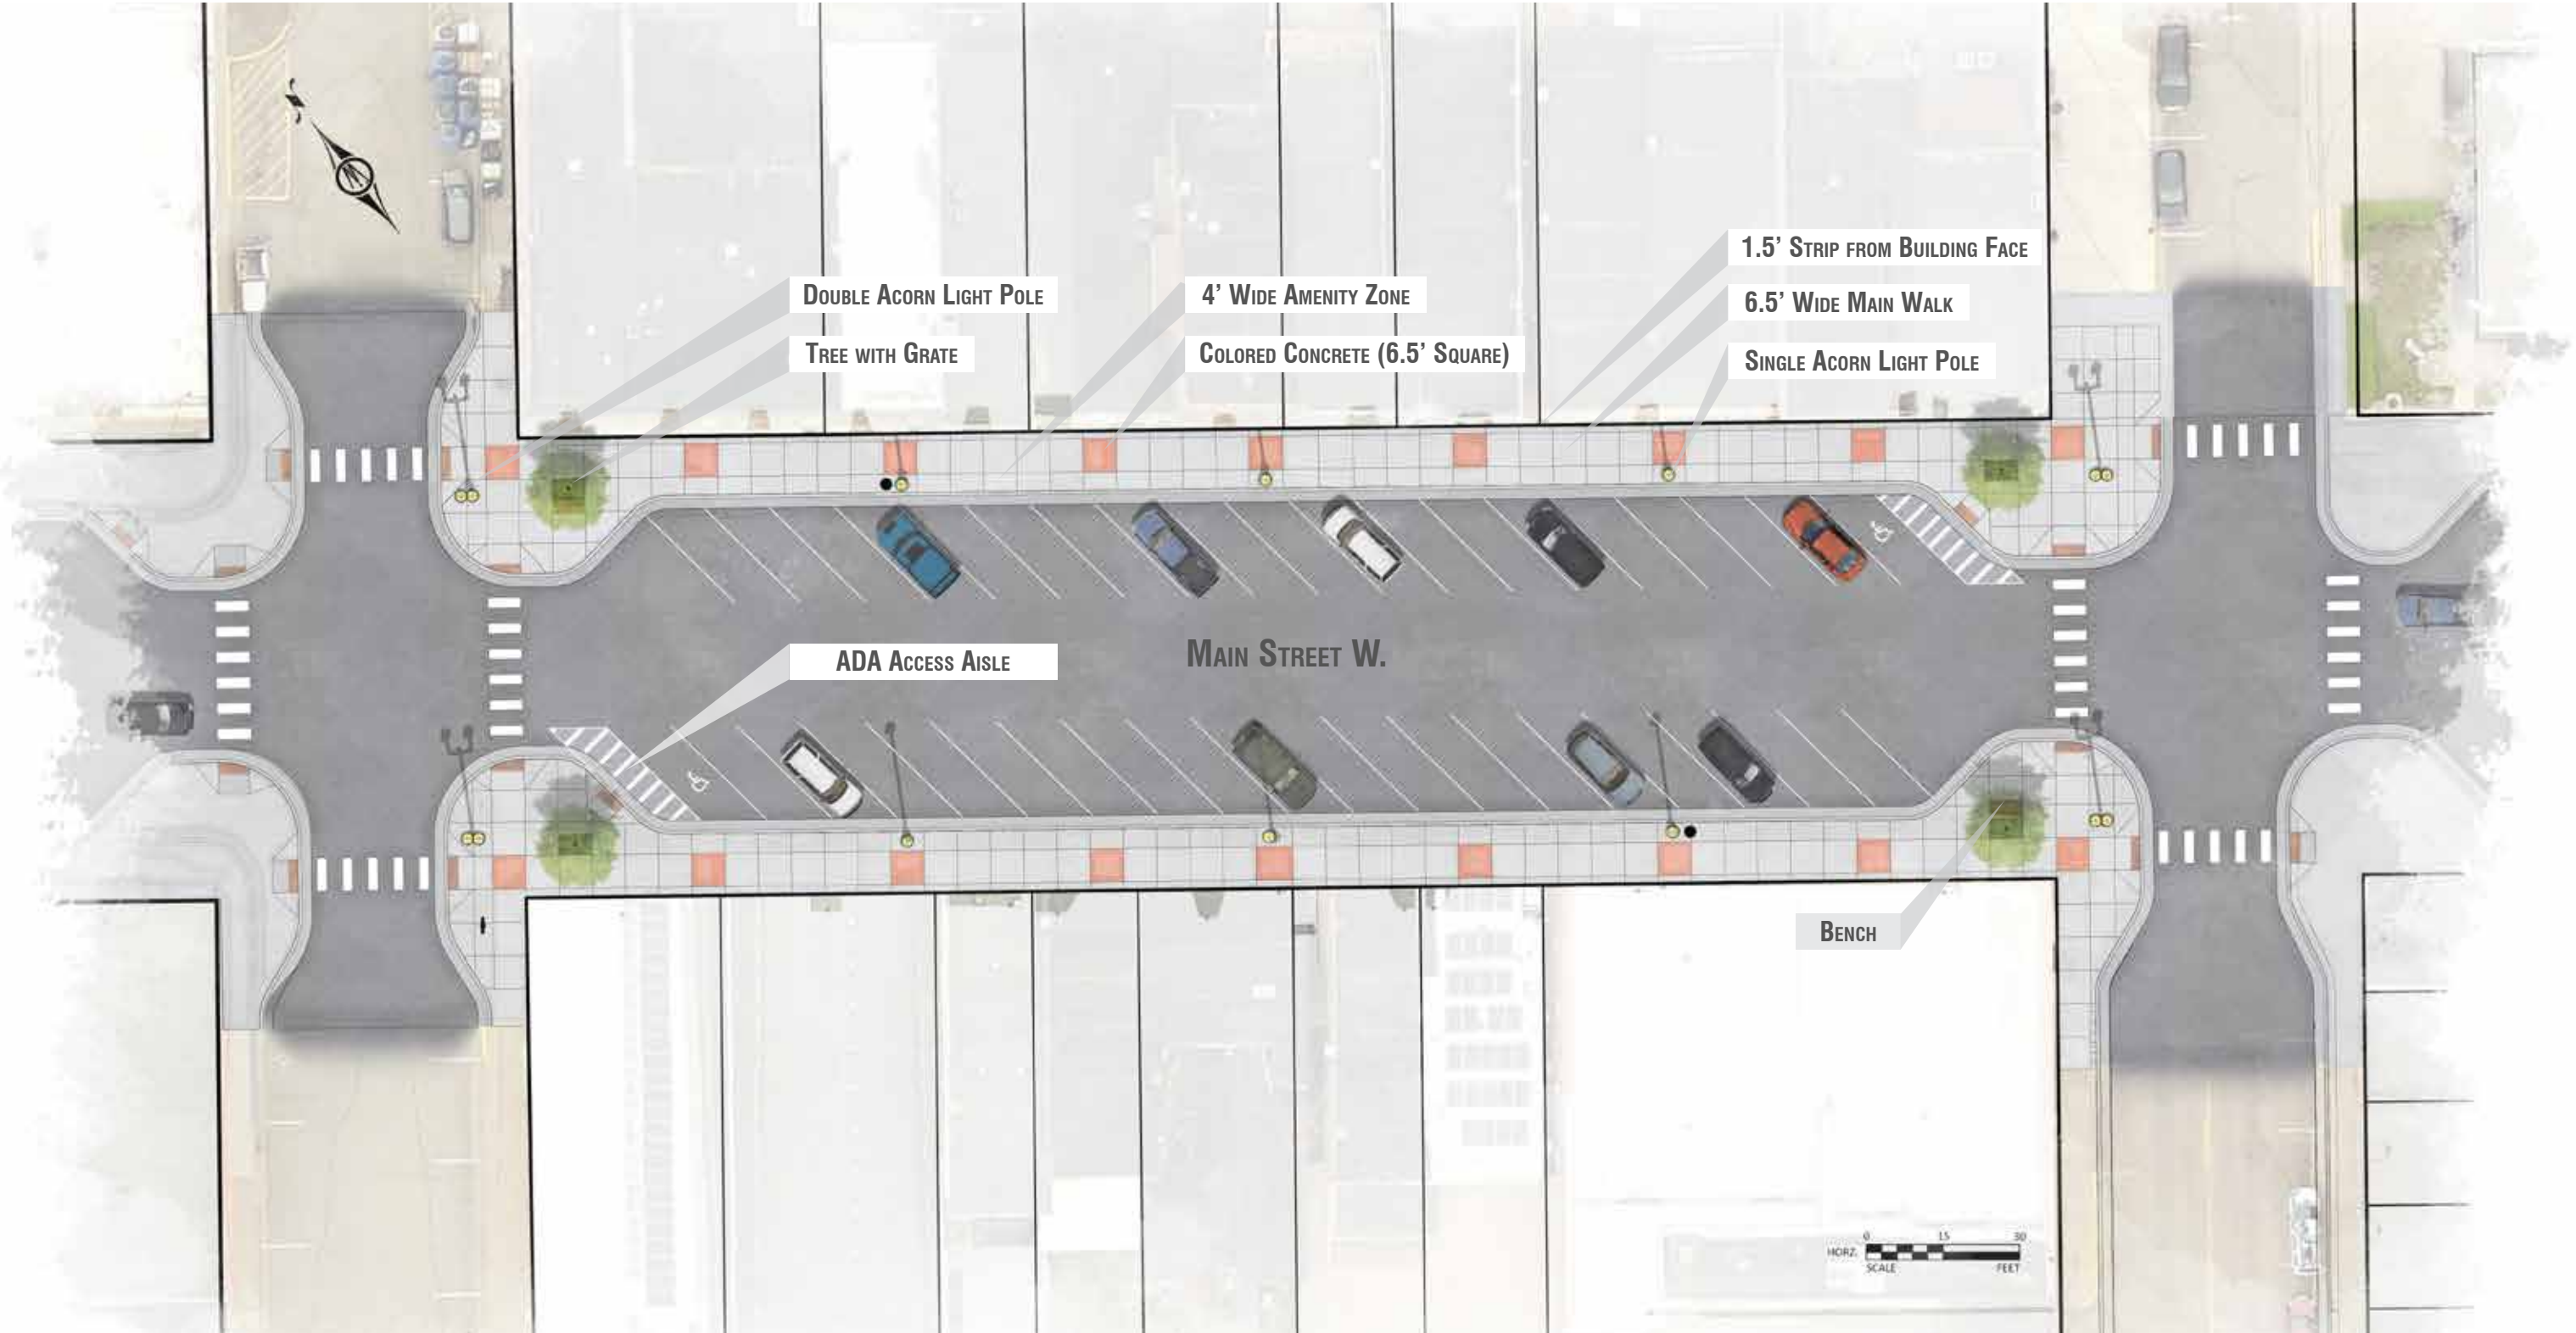 1.5’ Strip from Building Face
Double Acorn Light Pole
4’ Wide Amenity Zone
6.5’ Wide Main Walk
Tree with Grate
Colored Concrete (6.5’ Square)
Single Acorn Light Pole
ADA Access Aisle
Main Street W.
Bench
0 15 30
HORZ.
SCALE FEET